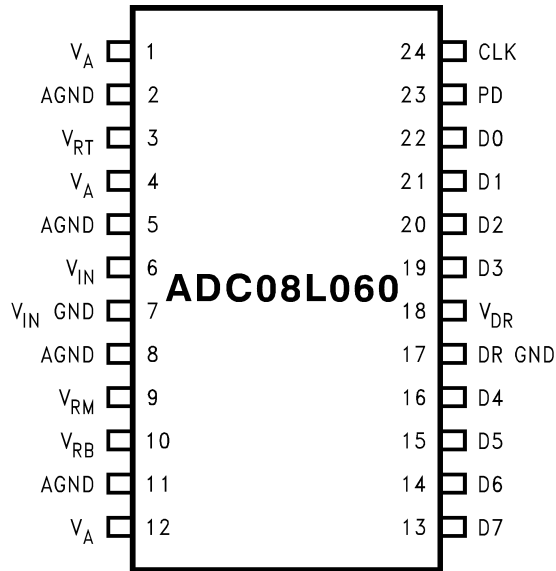 V_A 1 24 CLK
AGND 2 23 PD
V_RT 3 22 D0
V_A 4 21 D1
AGND 5 20 D2
V_IN 6 19 D3
ADC08L060
V_IN GND 7 18 V_DR
AGND 8 17 DR GND
V_RM 9 16 D4
V_RB 10 15 D5
AGND 11 14 D6
V_A 12 13 D7